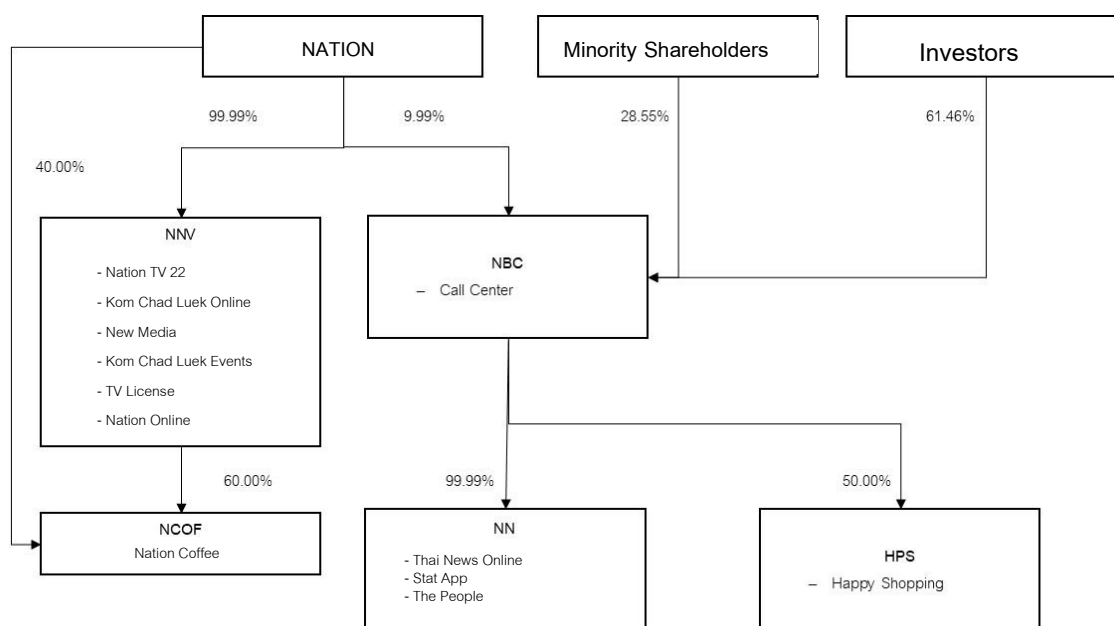 NATION
Minority Shareholders
Investors
99.99%
9.99%
28.55%
61.46%
40.00%
NNV
- Nation TV 22
- Kom Chad Luek Online
- New Media
- Kom Chad Luek Events
- TV License
- Nation Online
NBC
– Call Center
60.00%
99.99%
50.00%
NCOF
Nation Coffee
NN
- Thai News Online
- Stat App
- The People
HPS
– Happy Shopping